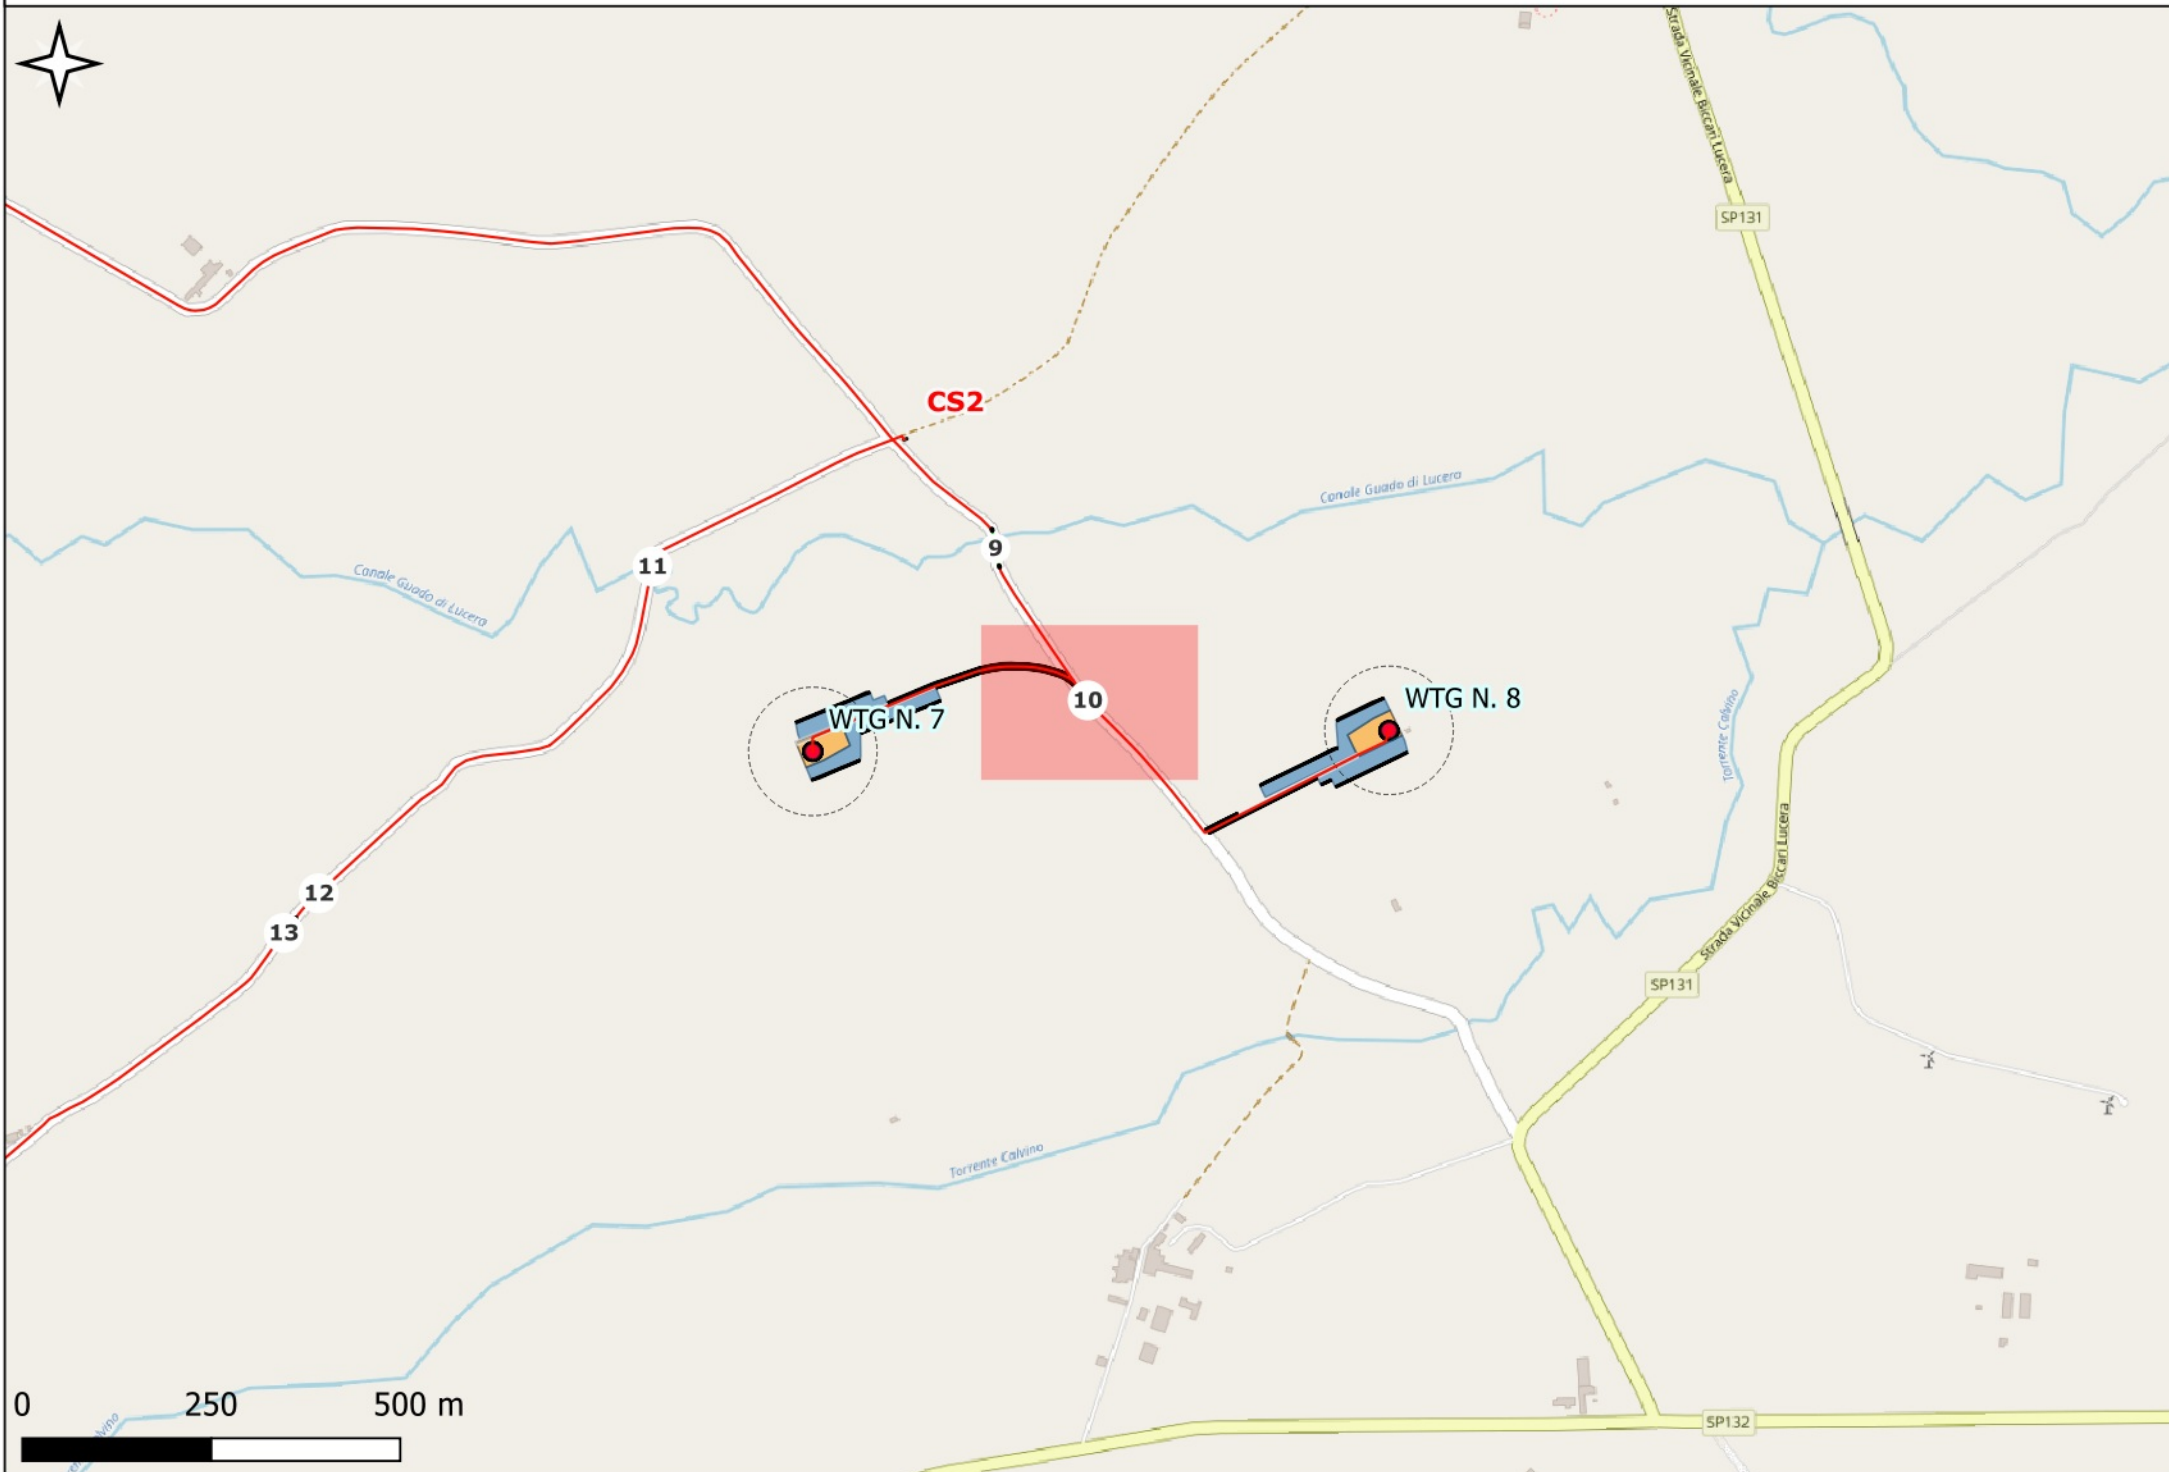 Strada Vicinale Biccari Lucera
SP131
CS2
Canale Guado di Lucera
9
11
Canale Guado di Lucera
10
WTG N. 7
WTG N. 8
Torrente Calvino
Strada Vicinale Biccari Lucera
12
13
SP131
Torrente Calvino
0 250 500 m
SP132